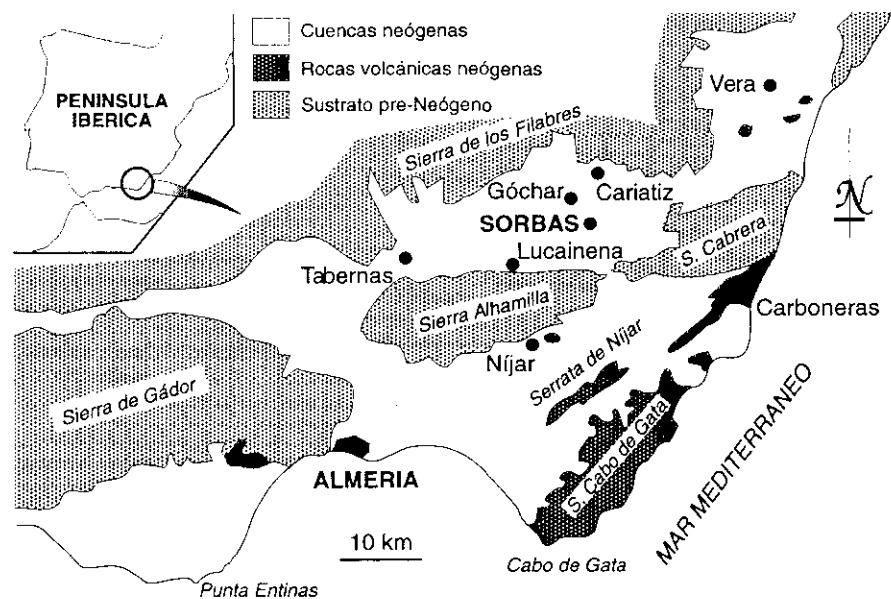 Cuencas neógenas
Rocas volcánicas neógenas
Sustrato pre-Neógeno
PENINSULA
IBERICA
Vera
Sierra de los Filabres
Góchar
Cariatiz
SORBAS
N
Tabernas
Lucainena
S. Cabrera
Sierra Alhamilla
Carboneras
Níjar
Serrata de Níjar
Sierra de Gádor
S. Cabo de Gata
MAR MEDITERRANEO
ALMERIA
10 km
Cabo de Gata
Punta Entinas